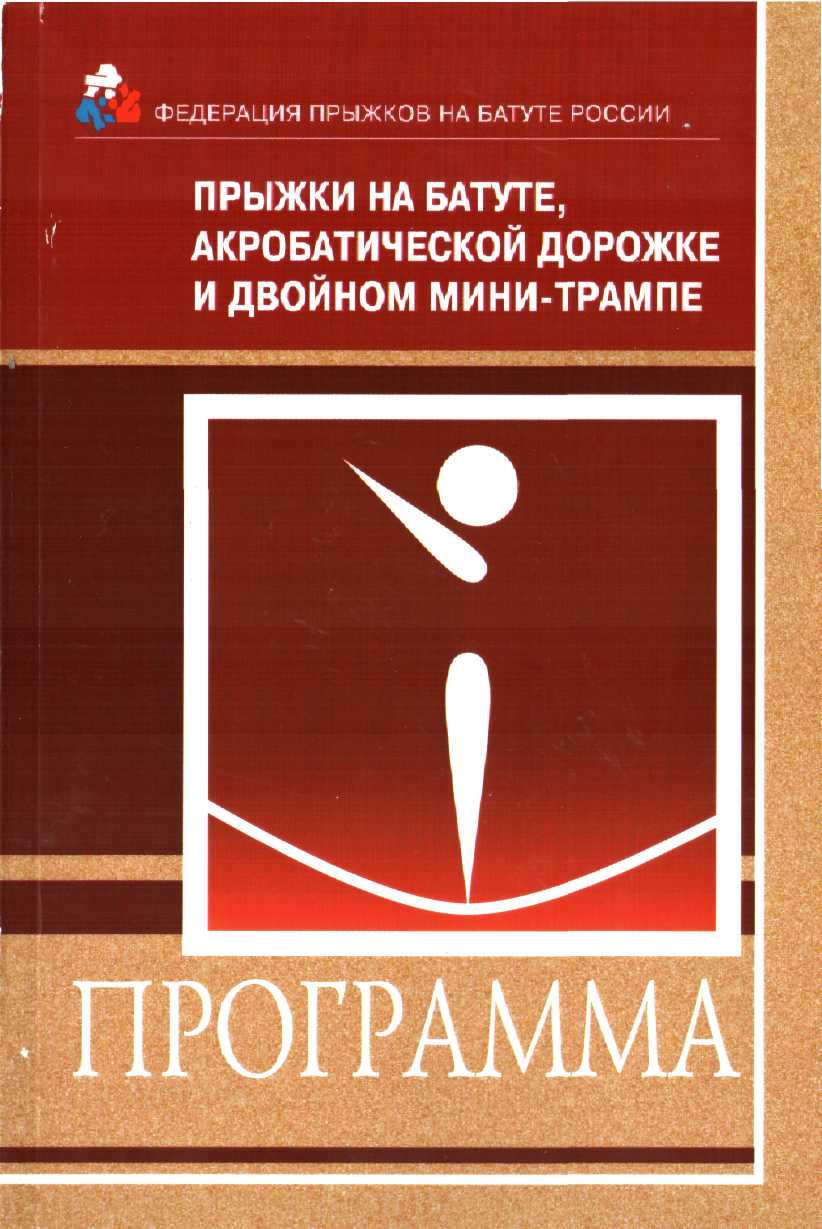 ФЕДЕРАЦИЯ ПРЫЖКОВ НА БАТУТЕ РОССИИ
ПРЫЖКИ НА БАТУТЕ,
АКРОБАТИЧЕСКОЙ ДОРОЖКЕ
И ДВОЙНОМ МИНИ-ТРАМПЕ
ПРОГРАММА